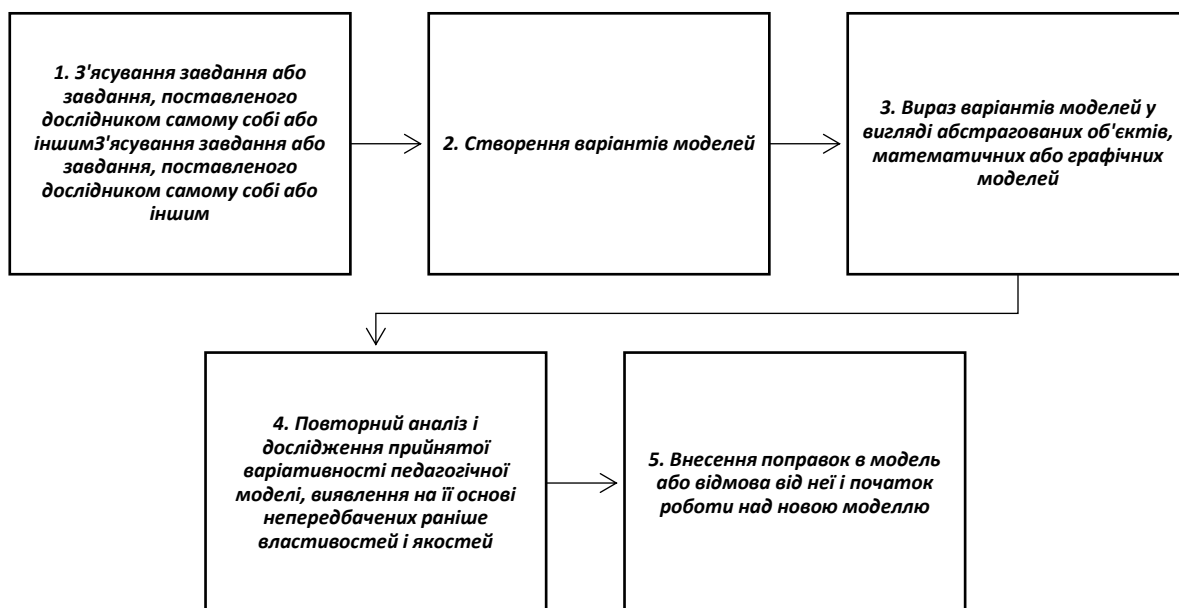 1. З'ясування завдання або
завдання, поставленого
дослідником самому собі або
іншимЗ'ясування завдання або
завдання, поставленого
дослідником самому собі або
іншим
2. Створення варіантів моделей
3. Вираз варіантів моделей у
вигляді абстрагованих об'єктів,
математичних або графічних
моделей
4. Повторний аналіз і
дослідження прийнятої
варіативності педагогічної
моделі, виявлення на її основі
непередбачених раніше
властивостей і якостей
5. Внесення поправок в модель
або відмова від неї і початок
роботи над новою моделлю